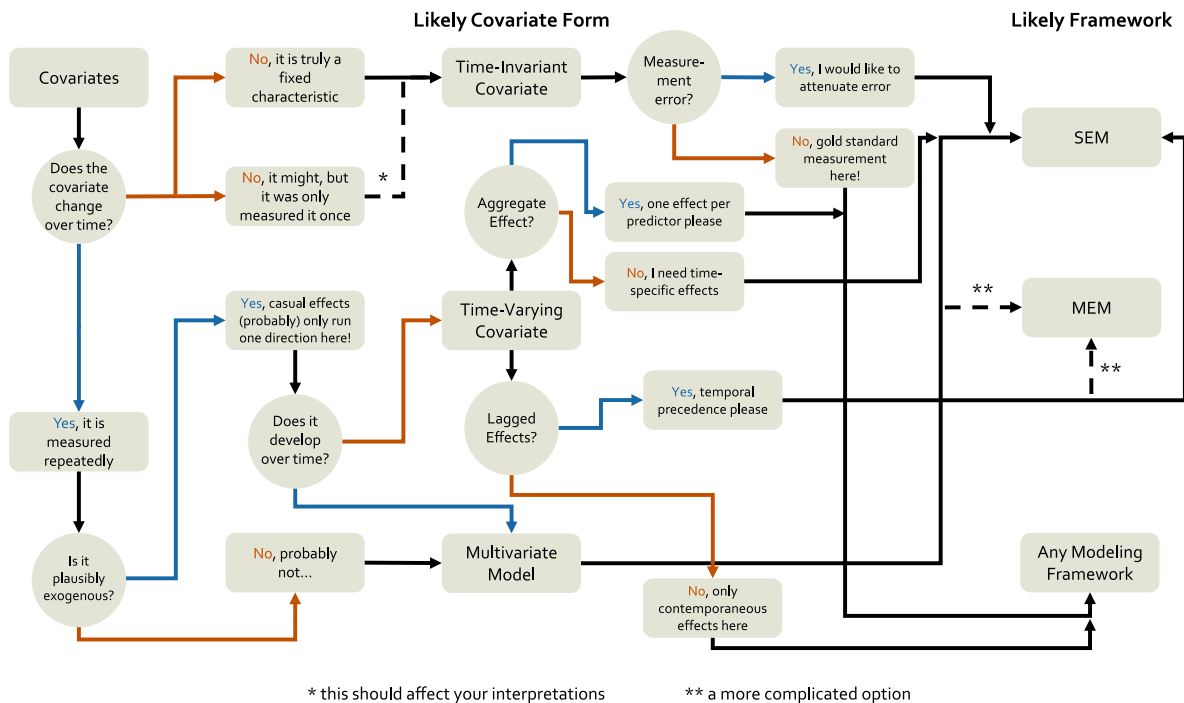 Likely Covariate Form
Likely Framework
Covariates
No, it is truly a
fixed
characteristic
Time-Invariant
Covariate
Measure-
ment
error?
Yes, I would like to
attenuate error
SEM
Does the
covariate
change
over time?
No, it might, but
it was only
measured it once
*
No, gold standard
measurement
here!
Aggregate
Effect?
Yes, one effect per
predictor please
No, I need time-
specific effects
Yes, casual effects
(probably) only run
one direction here!
Time-Varying
Covariate
**
MEM
**
Yes, it is
measured
repeatedly
Does it
develop
over time?
Lagged
Effects?
Yes, temporal
precedence please
Is it
plausibly
exogenous?
No, probably
not...
Multivariate
Model
No, only
contemporaneous
effects here
Any Modeling
Framework
* this should affect your interpretations
** a more complicated option